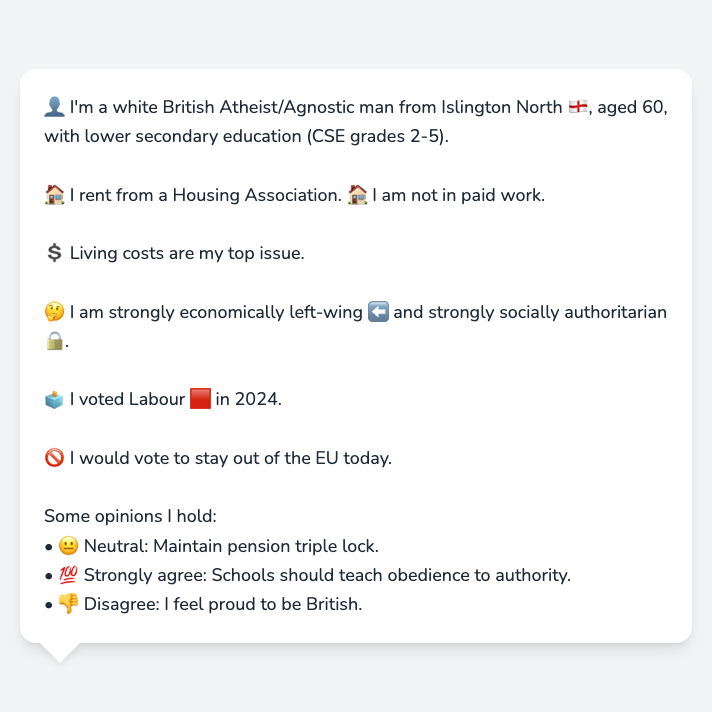 👤 I'm a white British Atheist/Agnostic man from Islington North 🏴󠁧󠁢󠁥󠁮󠁧󠁿, aged 60,
with lower secondary education (CSE grades 2-5).
🏠 I rent from a Housing Association. 🏠 I am not in paid work.
💲 Living costs are my top issue.
🤔 I am strongly economically left-wing ⬅️ and strongly socially authoritarian
🔒.
🗳️ I voted Labour 🟥 in 2024.
🚫 I would vote to stay out of the EU today.
Some opinions I hold:
• 😐 Neutral: Maintain pension triple lock.
• 💯 Strongly agree: Schools should teach obedience to authority.
• 👎 Disagree: I feel proud to be British.